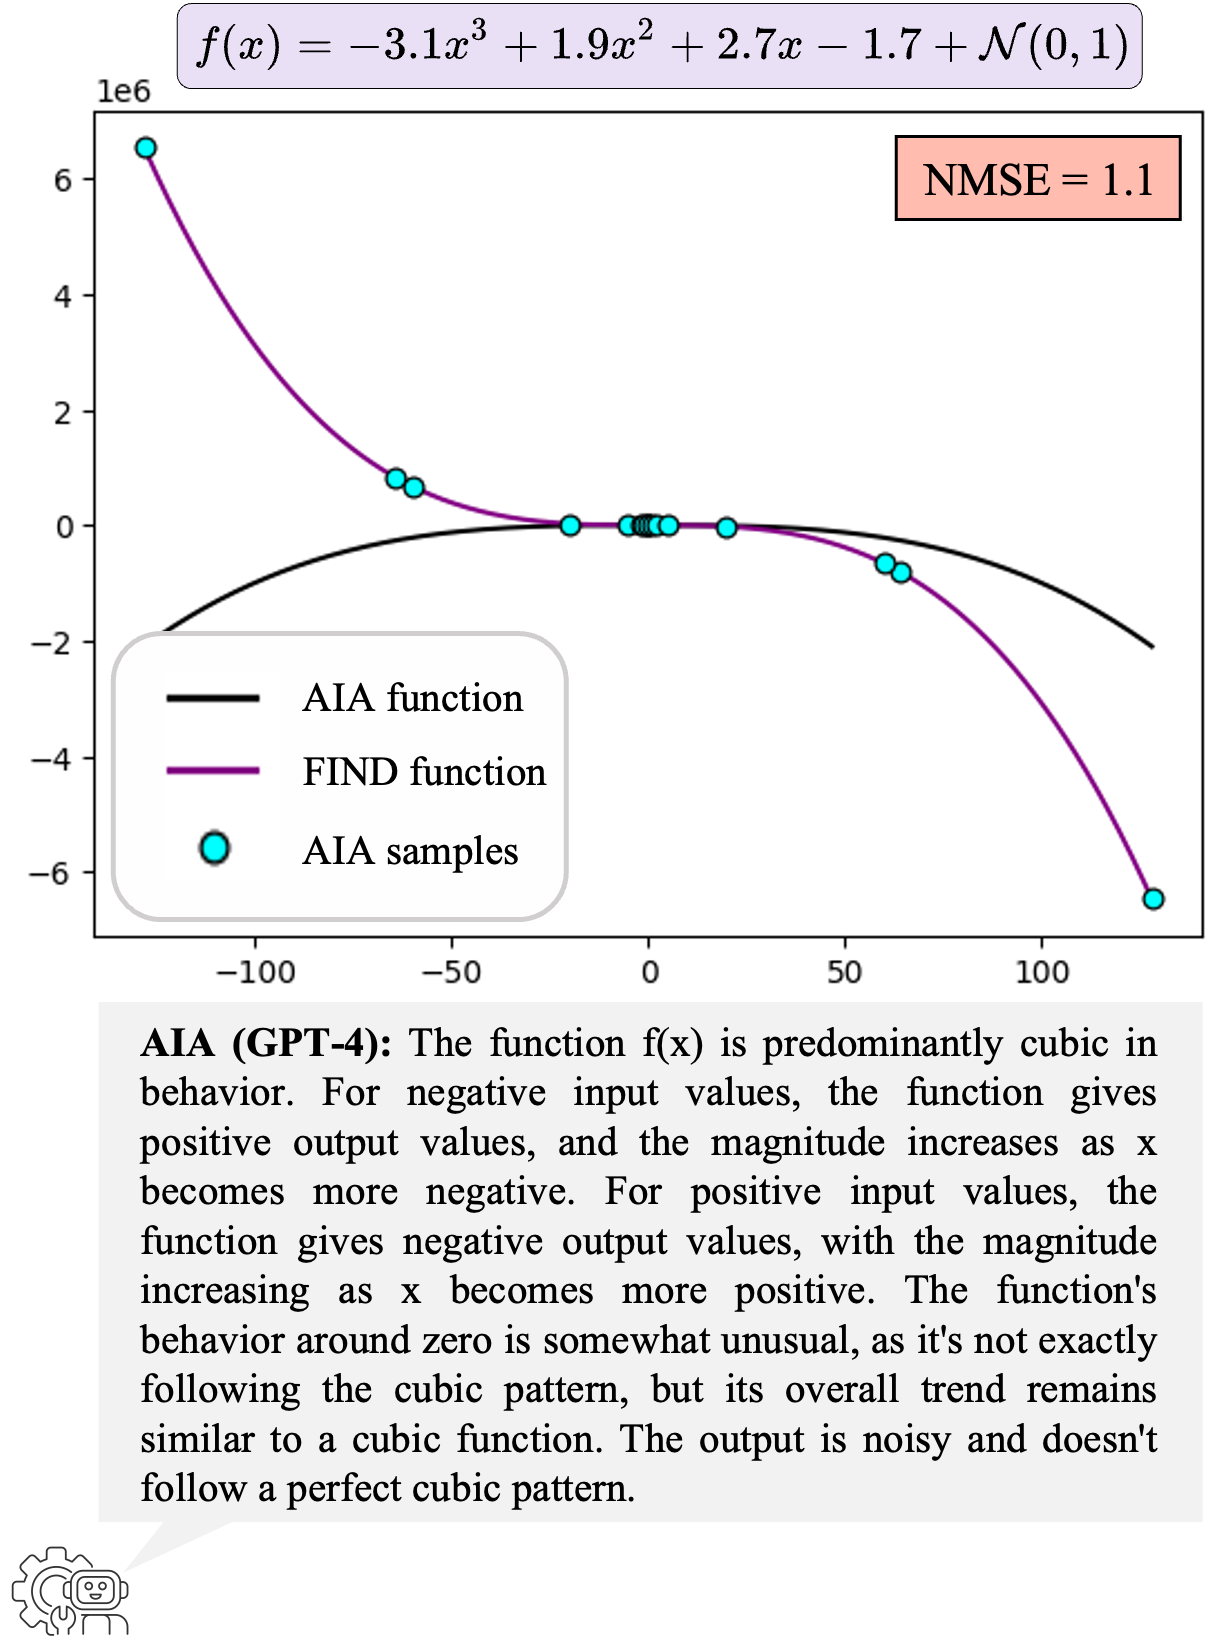 f(x) = −3.1x³ + 1.9x² + 2.7x − 1.7 + 𝒩(0, 1)
1e6
NMSE = 1.1
6
4
2
0
−2
−4
−6
AIA function
FIND function
AIA samples
−100 −50 0 50 100
AIA (GPT-4): The function f(x) is predominantly cubic in
behavior. For negative input values, the function gives
positive output values, and the magnitude increases as x
becomes more negative. For positive input values, the
function gives negative output values, with the magnitude
increasing as x becomes more positive. The function's
behavior around zero is somewhat unusual, as it's not exactly
following the cubic pattern, but its overall trend remains
similar to a cubic function. The output is noisy and doesn't
follow a perfect cubic pattern.